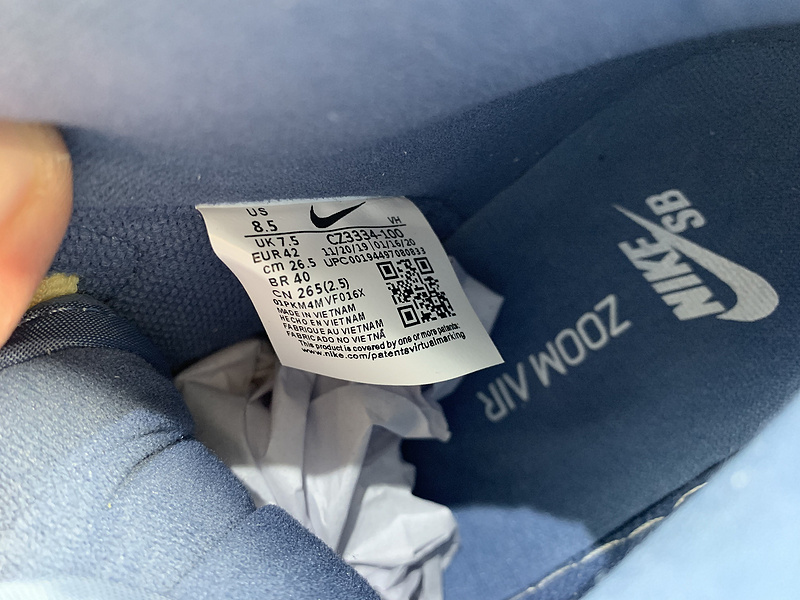 US
8.5
VH
UK 7.5 CZ3334-100
EUR 42 11/20/19 | 01/16/20
cm 26.5 UPC00194497080833
BR 40
CN 265(2.5)
01PKM4MVF016X
MADE IN VIETNAM
HECHO EN VIETNAM
FABRIQUE AU VIETNAM
FABRICADO NO VIETNÃ
This product is covered by one or more patents:
www.nike.com/patentsvirtualmarking
NIKE SB
ZOOM AIR